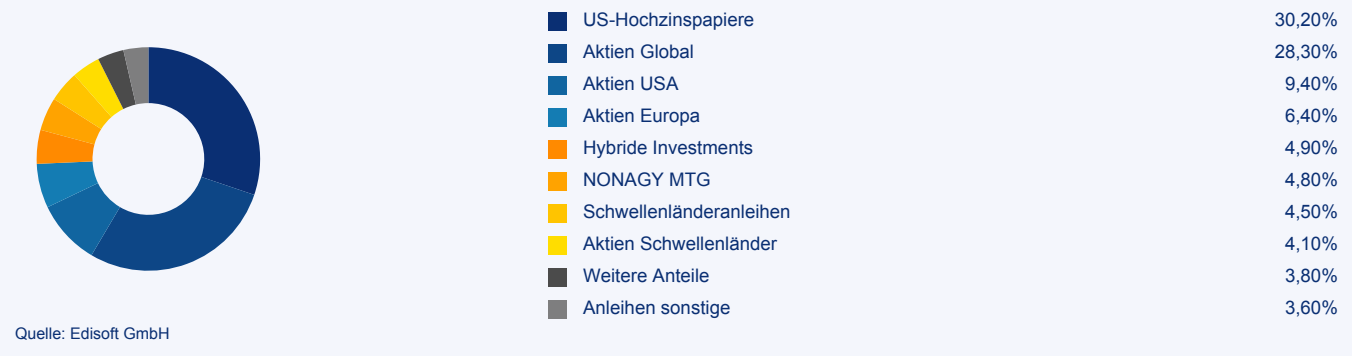 US-Hochzinspapiere 30,20%
Aktien Global 28,30%
Aktien USA 9,40%
Aktien Europa 6,40%
Hybride Investments 4,90%
NONAGY MTG 4,80%
Schwellenländeranleihen 4,50%
Aktien Schwellenländer 4,10%
Weitere Anteile 3,80%
Anleihen sonstige 3,60%
Quelle: Edisoft GmbH